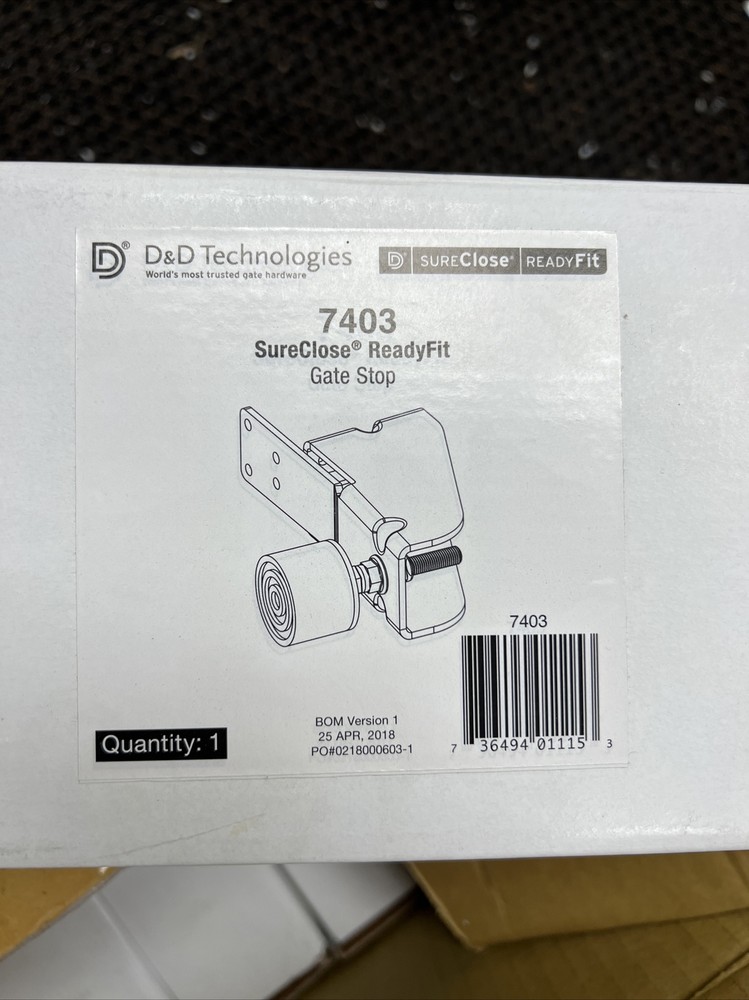 D&D Technologies®
World's most trusted gate hardware
SURECLOSE® READYFit
7403
SureClose® ReadyFit
Gate Stop
7403
Quantity: 1
BOM Version 1
25 APR, 2018
PO#0218000603-1
7 36494 01115 3